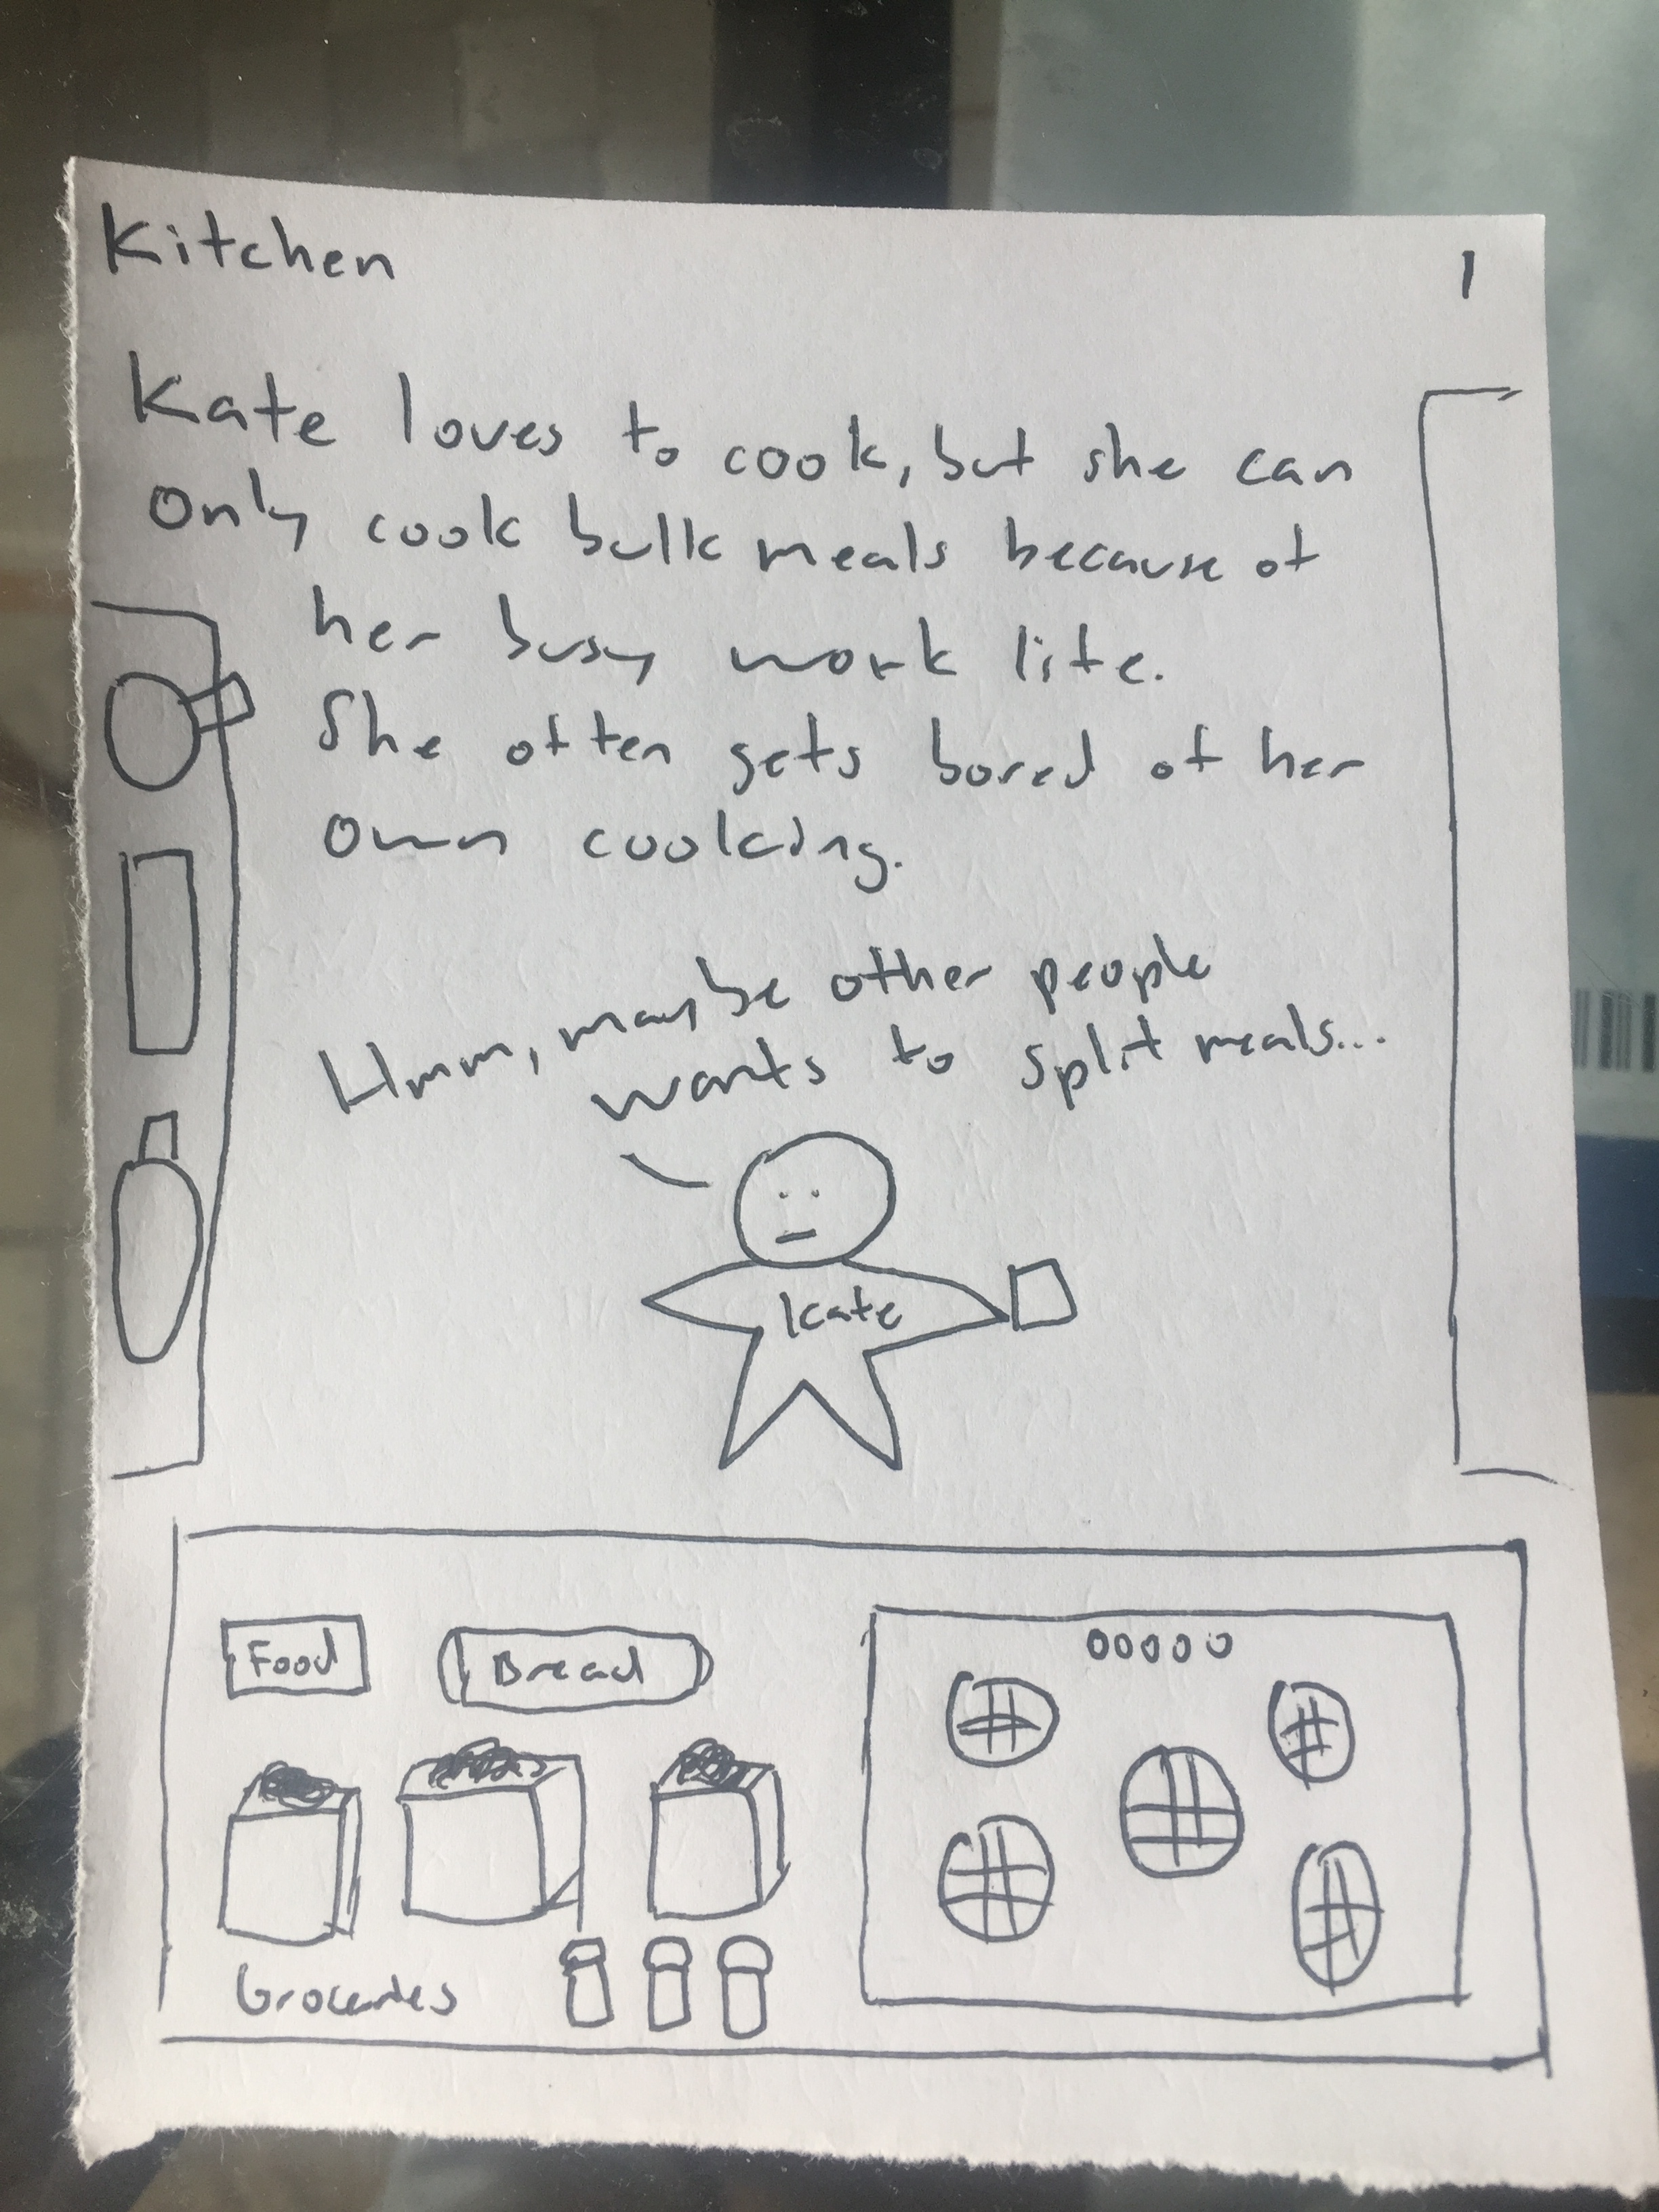 Kitchen
1
Kate loves to cook, but she can
only cook bulk meals because of
her busy work life.
She often gets bored of her
own cooking.
Hmm, maybe other people
wants to split meals...
Kate
Food
Bread
Groceries